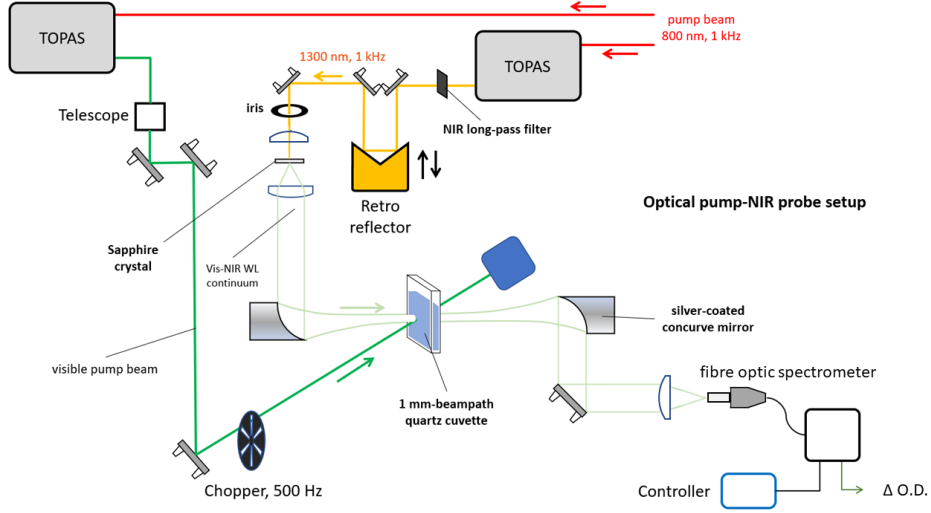 TOPAS
pump beam
800 nm, 1 kHz
1300 nm, 1 kHz
TOPAS
iris
Telescope
NIR long-pass filter
Retro
reflector
Optical pump-NIR probe setup
Sapphire
crystal
Vis-NIR WL
continuum
silver-coated
concurve mirror
visible pump beam
fibre optic spectrometer
1 mm-beampath
quartz cuvette
Chopper, 500 Hz
Controller
Δ O.D.